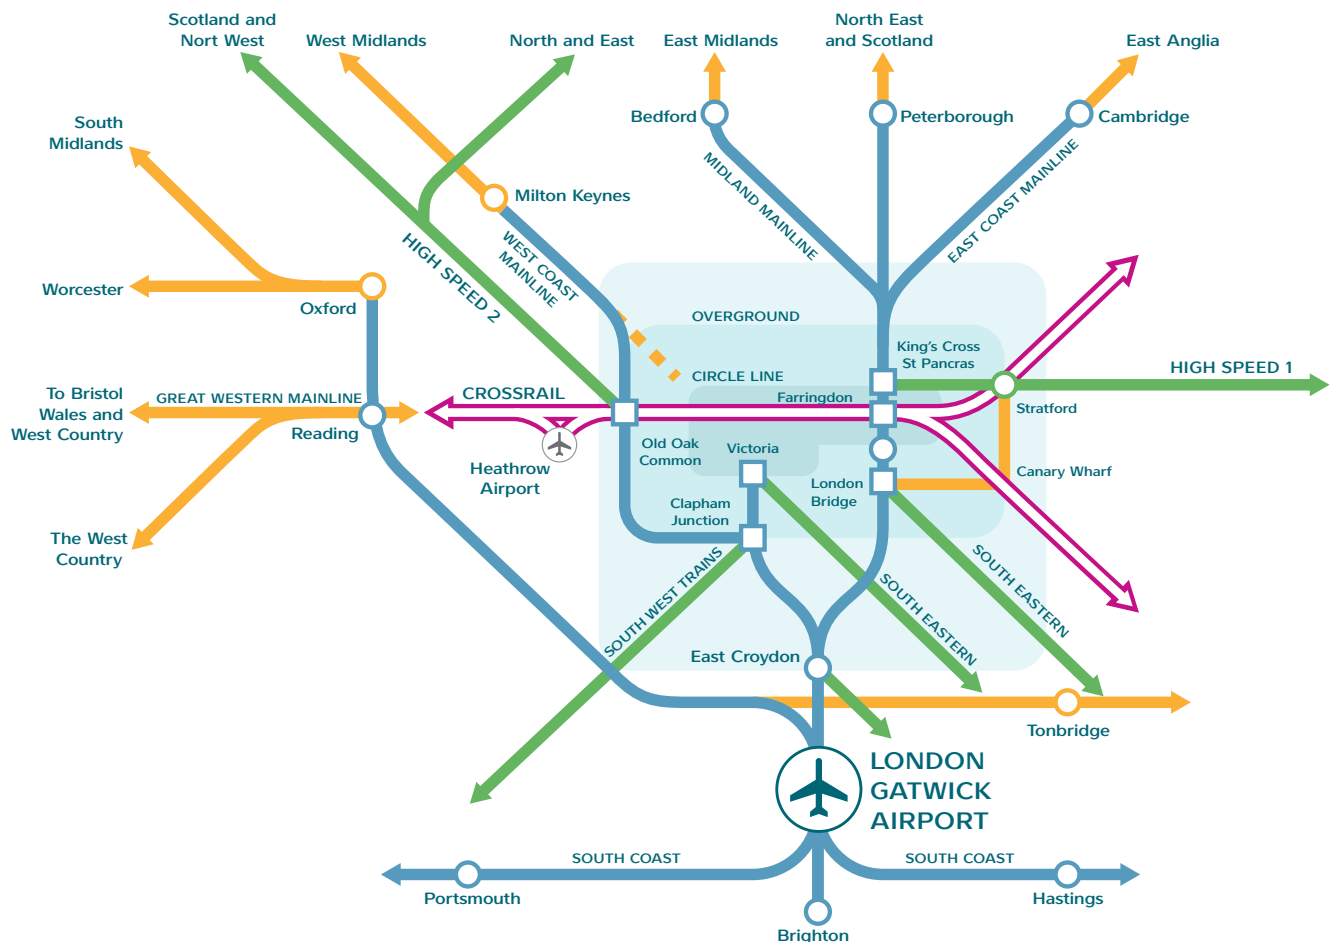 Scotland and
Nort West
West Midlands
North and East
East Midlands
North East
and Scotland
East Anglia
South
Midlands
Bedford
Peterborough
Cambridge
MIDLAND MAINLINE
EAST COAST MAINLINE
Milton Keynes
WEST COAST
MAINLINE
HIGH SPEED 2
Worcester
Oxford
OVERGROUND
King's Cross
St Pancras
CIRCLE LINE
HIGH SPEED 1
To Bristol
Wales and
West Country
GREAT WESTERN MAINLINE
Reading
CROSSRAIL
Farringdon
Stratford
Heathrow
Airport
Old Oak
Common
Victoria
London
Bridge
Canary Wharf
Clapham
Junction
The West
Country
SOUTH WEST TRAINS
SOUTH EASTERN
SOUTH EASTERN
East Croydon
Tonbridge
LONDON
GATWICK
AIRPORT
SOUTH COAST
SOUTH COAST
Portsmouth
Hastings
Brighton